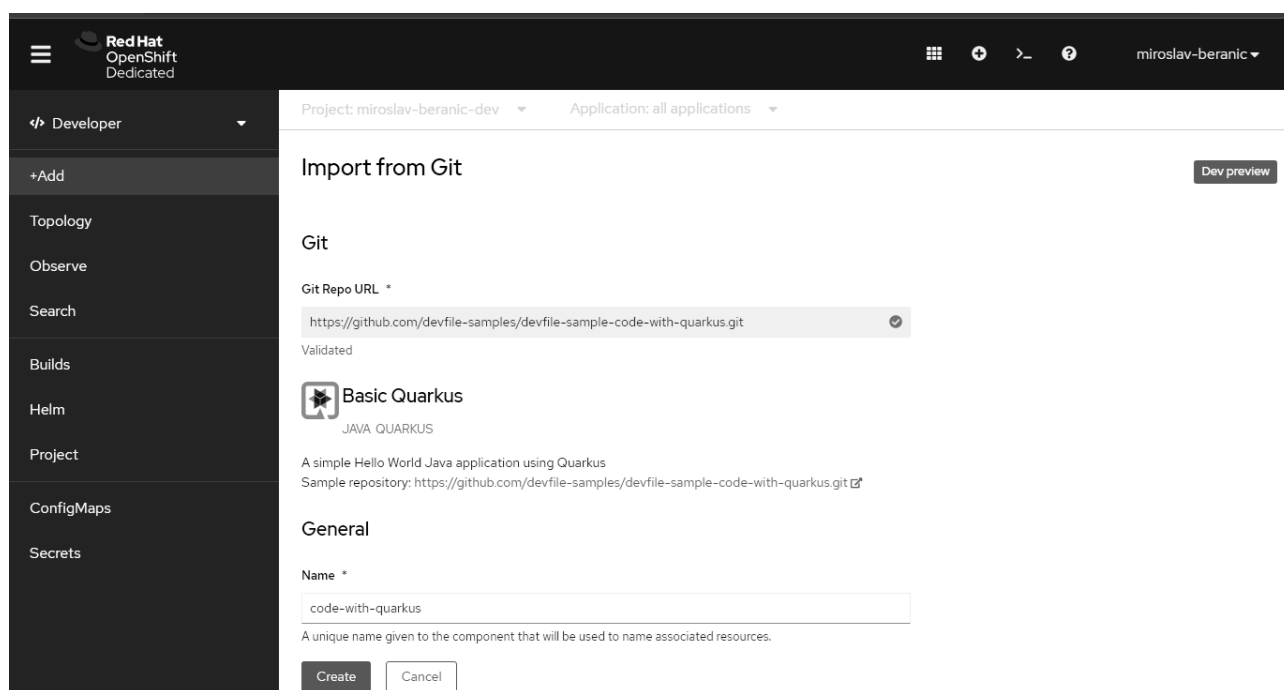 Red Hat
OpenShift
Dedicated
miroslav-beranic
Developer
Project: miroslav-beranic-dev
Application: all applications
+Add
Topology
Observe
Search
Builds
Helm
Project
ConfigMaps
Secrets
Import from Git
Dev preview
Git
Git Repo URL *
https://github.com/devfile-samples/devfile-sample-code-with-quarkus.git
Validated
Basic Quarkus
JAVA QUARKUS
A simple Hello World Java application using Quarkus
Sample repository: https://github.com/devfile-samples/devfile-sample-code-with-quarkus.git
General
Name *
code-with-quarkus
A unique name given to the component that will be used to name associated resources.
Create
Cancel